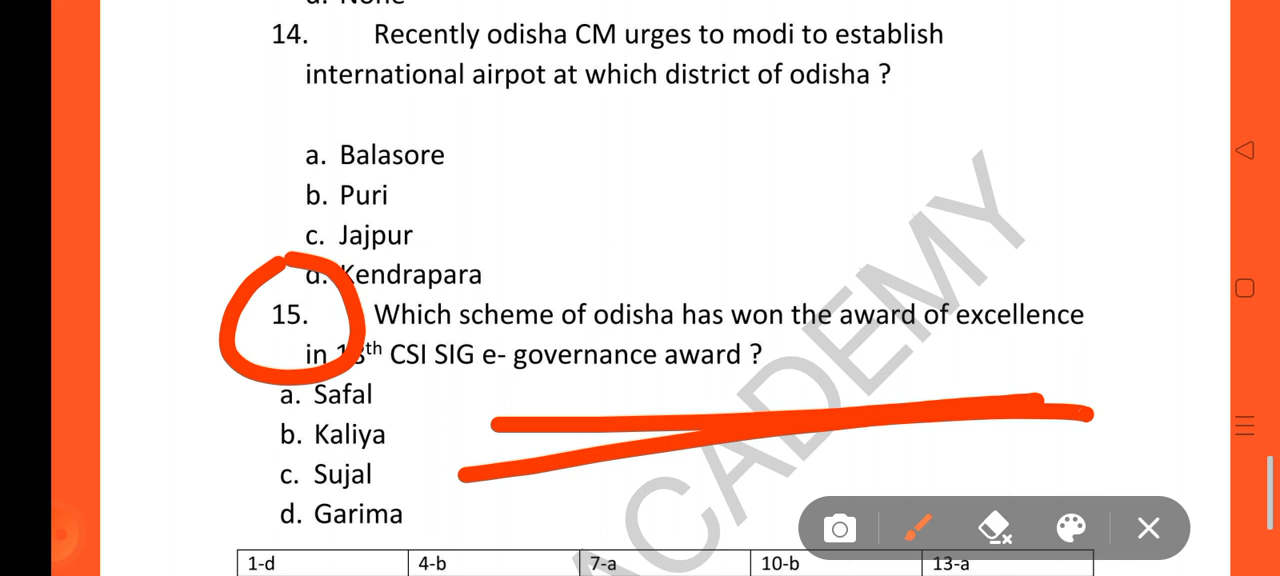 d. None
14. Recently odisha CM urges to modi to establish
international airpot at which district of odisha ?
a. Balasore
b. Puri
c. Jajpur
d. Kendrapara
15. Which scheme of odisha has won the award of excellence
in 18th CSI SIG e- governance award ?
a. Safal
b. Kaliya
c. Sujal
d. Garima
ACADEMY
1-d 4-b 7-a 10-b 13-a